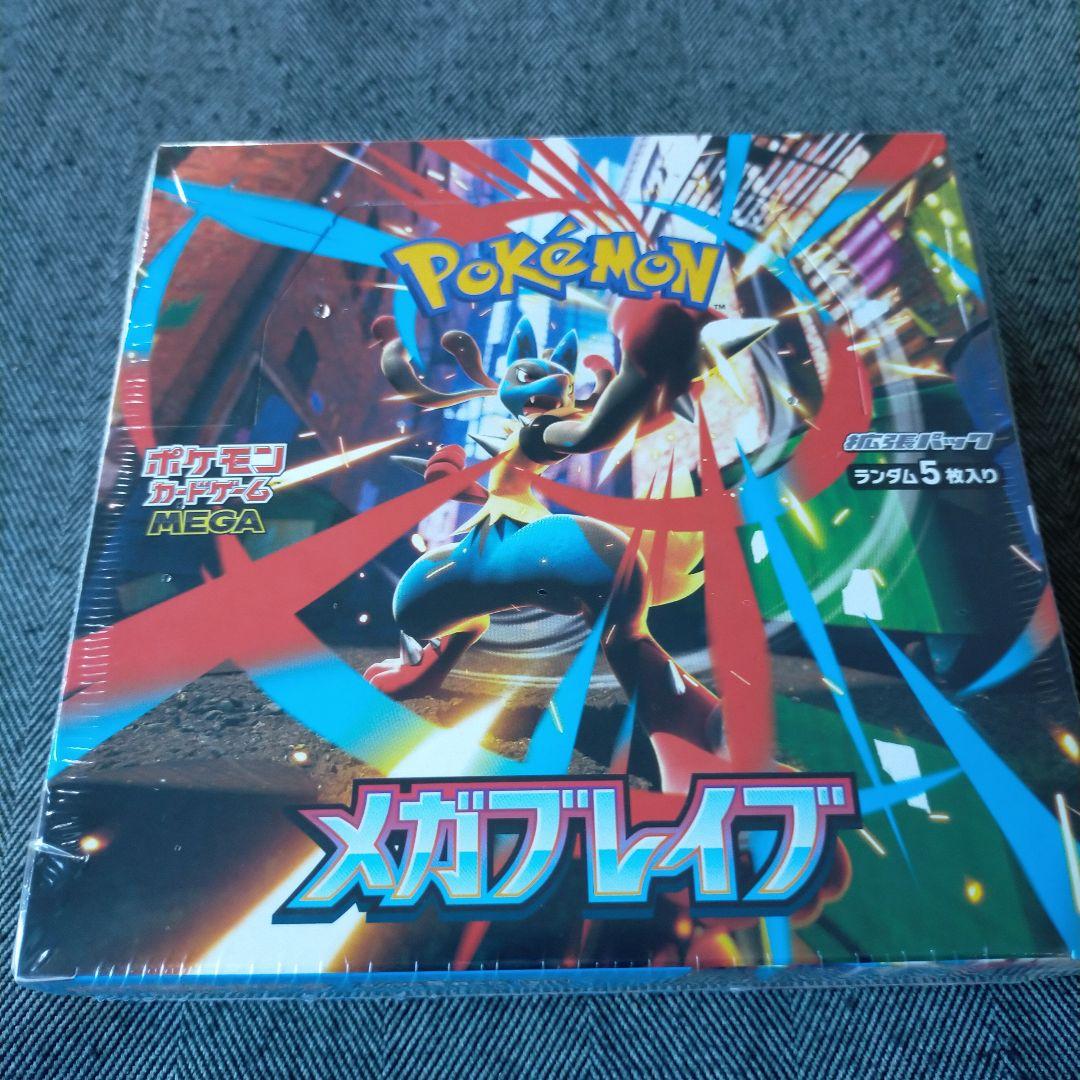 POKéMON
TM
ポケモン
カードゲーム
MEGA
拡張パック
ランダム5枚入り
メガブレイブ